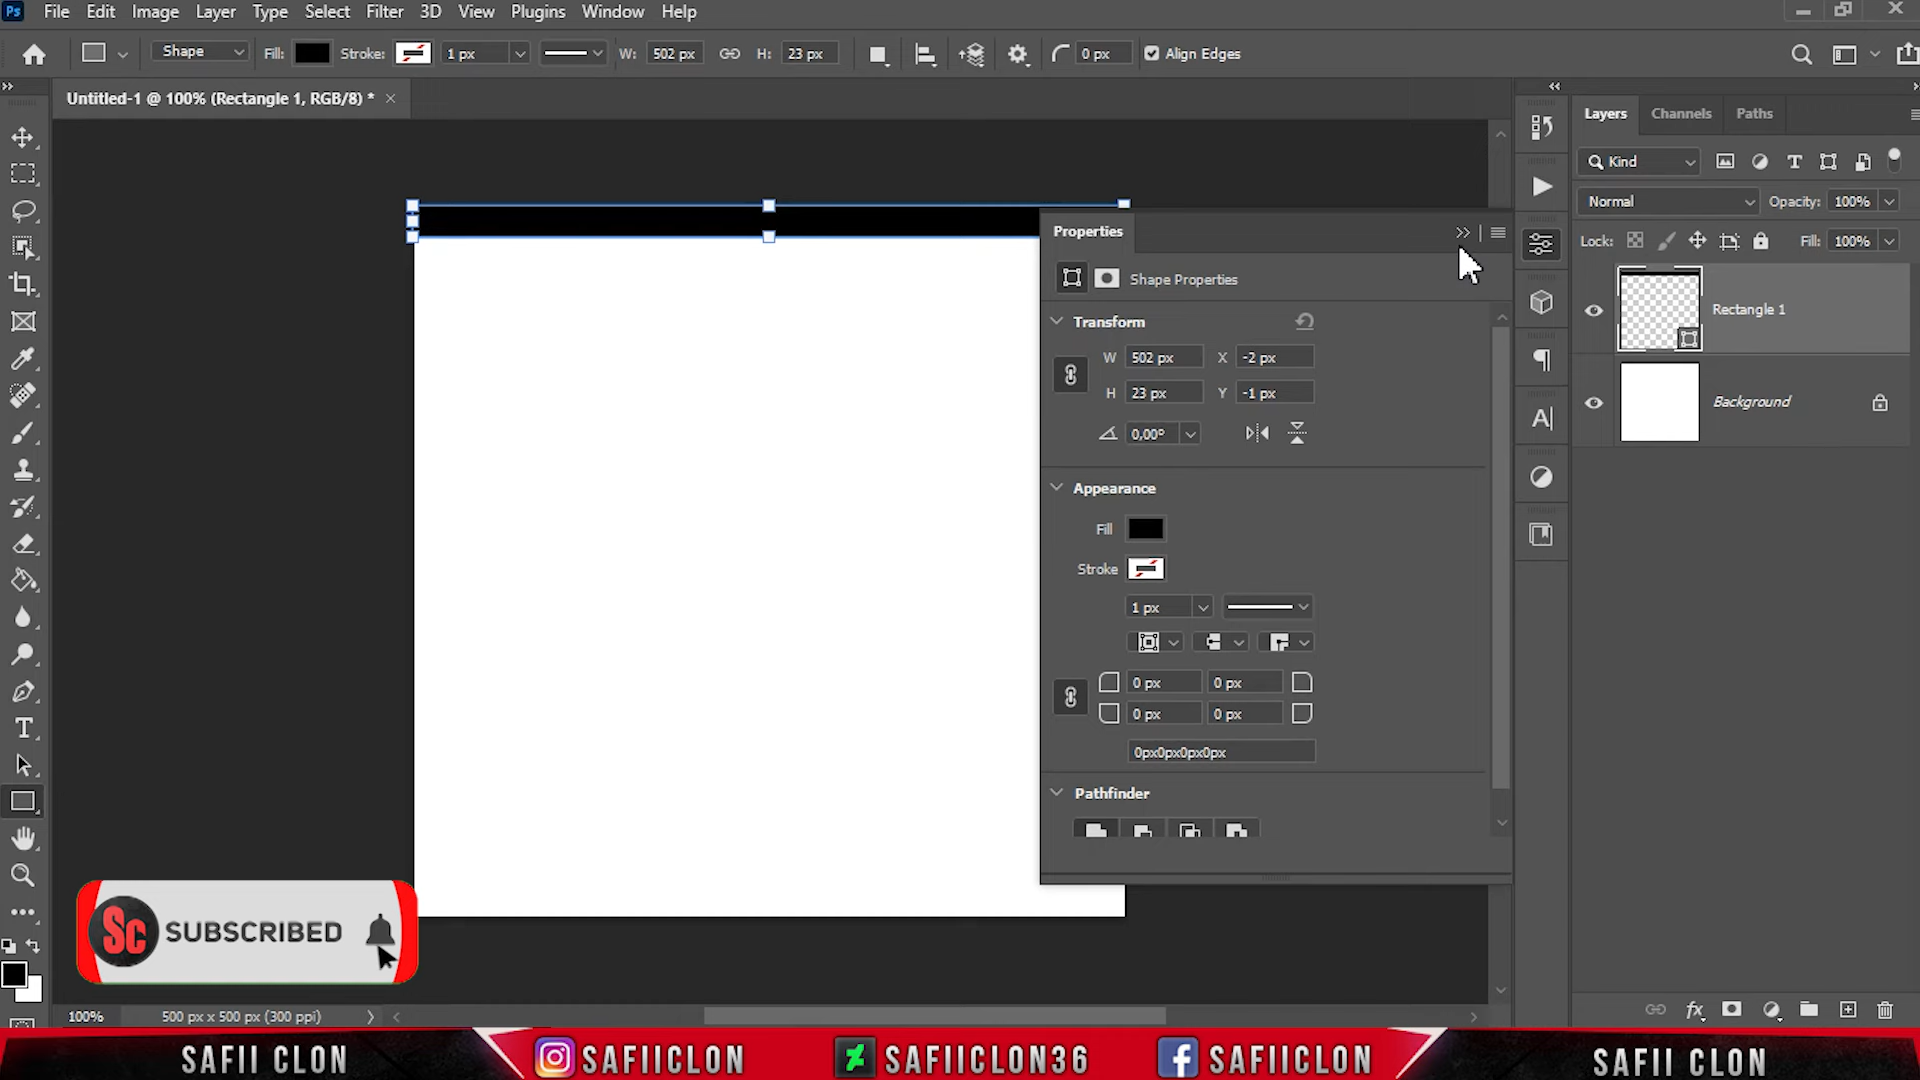 Ps File Edit Image Layer Type Select Filter 3D View Plugins Window Help
Shape Fill: Stroke: 1 px W: 502 px H: 23 px 0 px Align Edges
Untitled-1 @ 100% (Rectangle 1, RGB/8) *
Layers Channels Paths
Kind
Normal Opacity: 100%
Lock: Fill: 100%
Rectangle 1
Background
Properties
Shape Properties
Transform
W 502 px X -2 px
H 23 px Y -1 px
0,00°
Appearance
Fill
Stroke
1 px
0 px 0 px
0 px 0 px
0px0px0px0px
Pathfinder
Sc SUBSCRIBED
100% 500 px x 500 px (300 ppi)
SAFII CLON SAFIICLON SAFIICLON36 SAFIICLON SAFII CLON